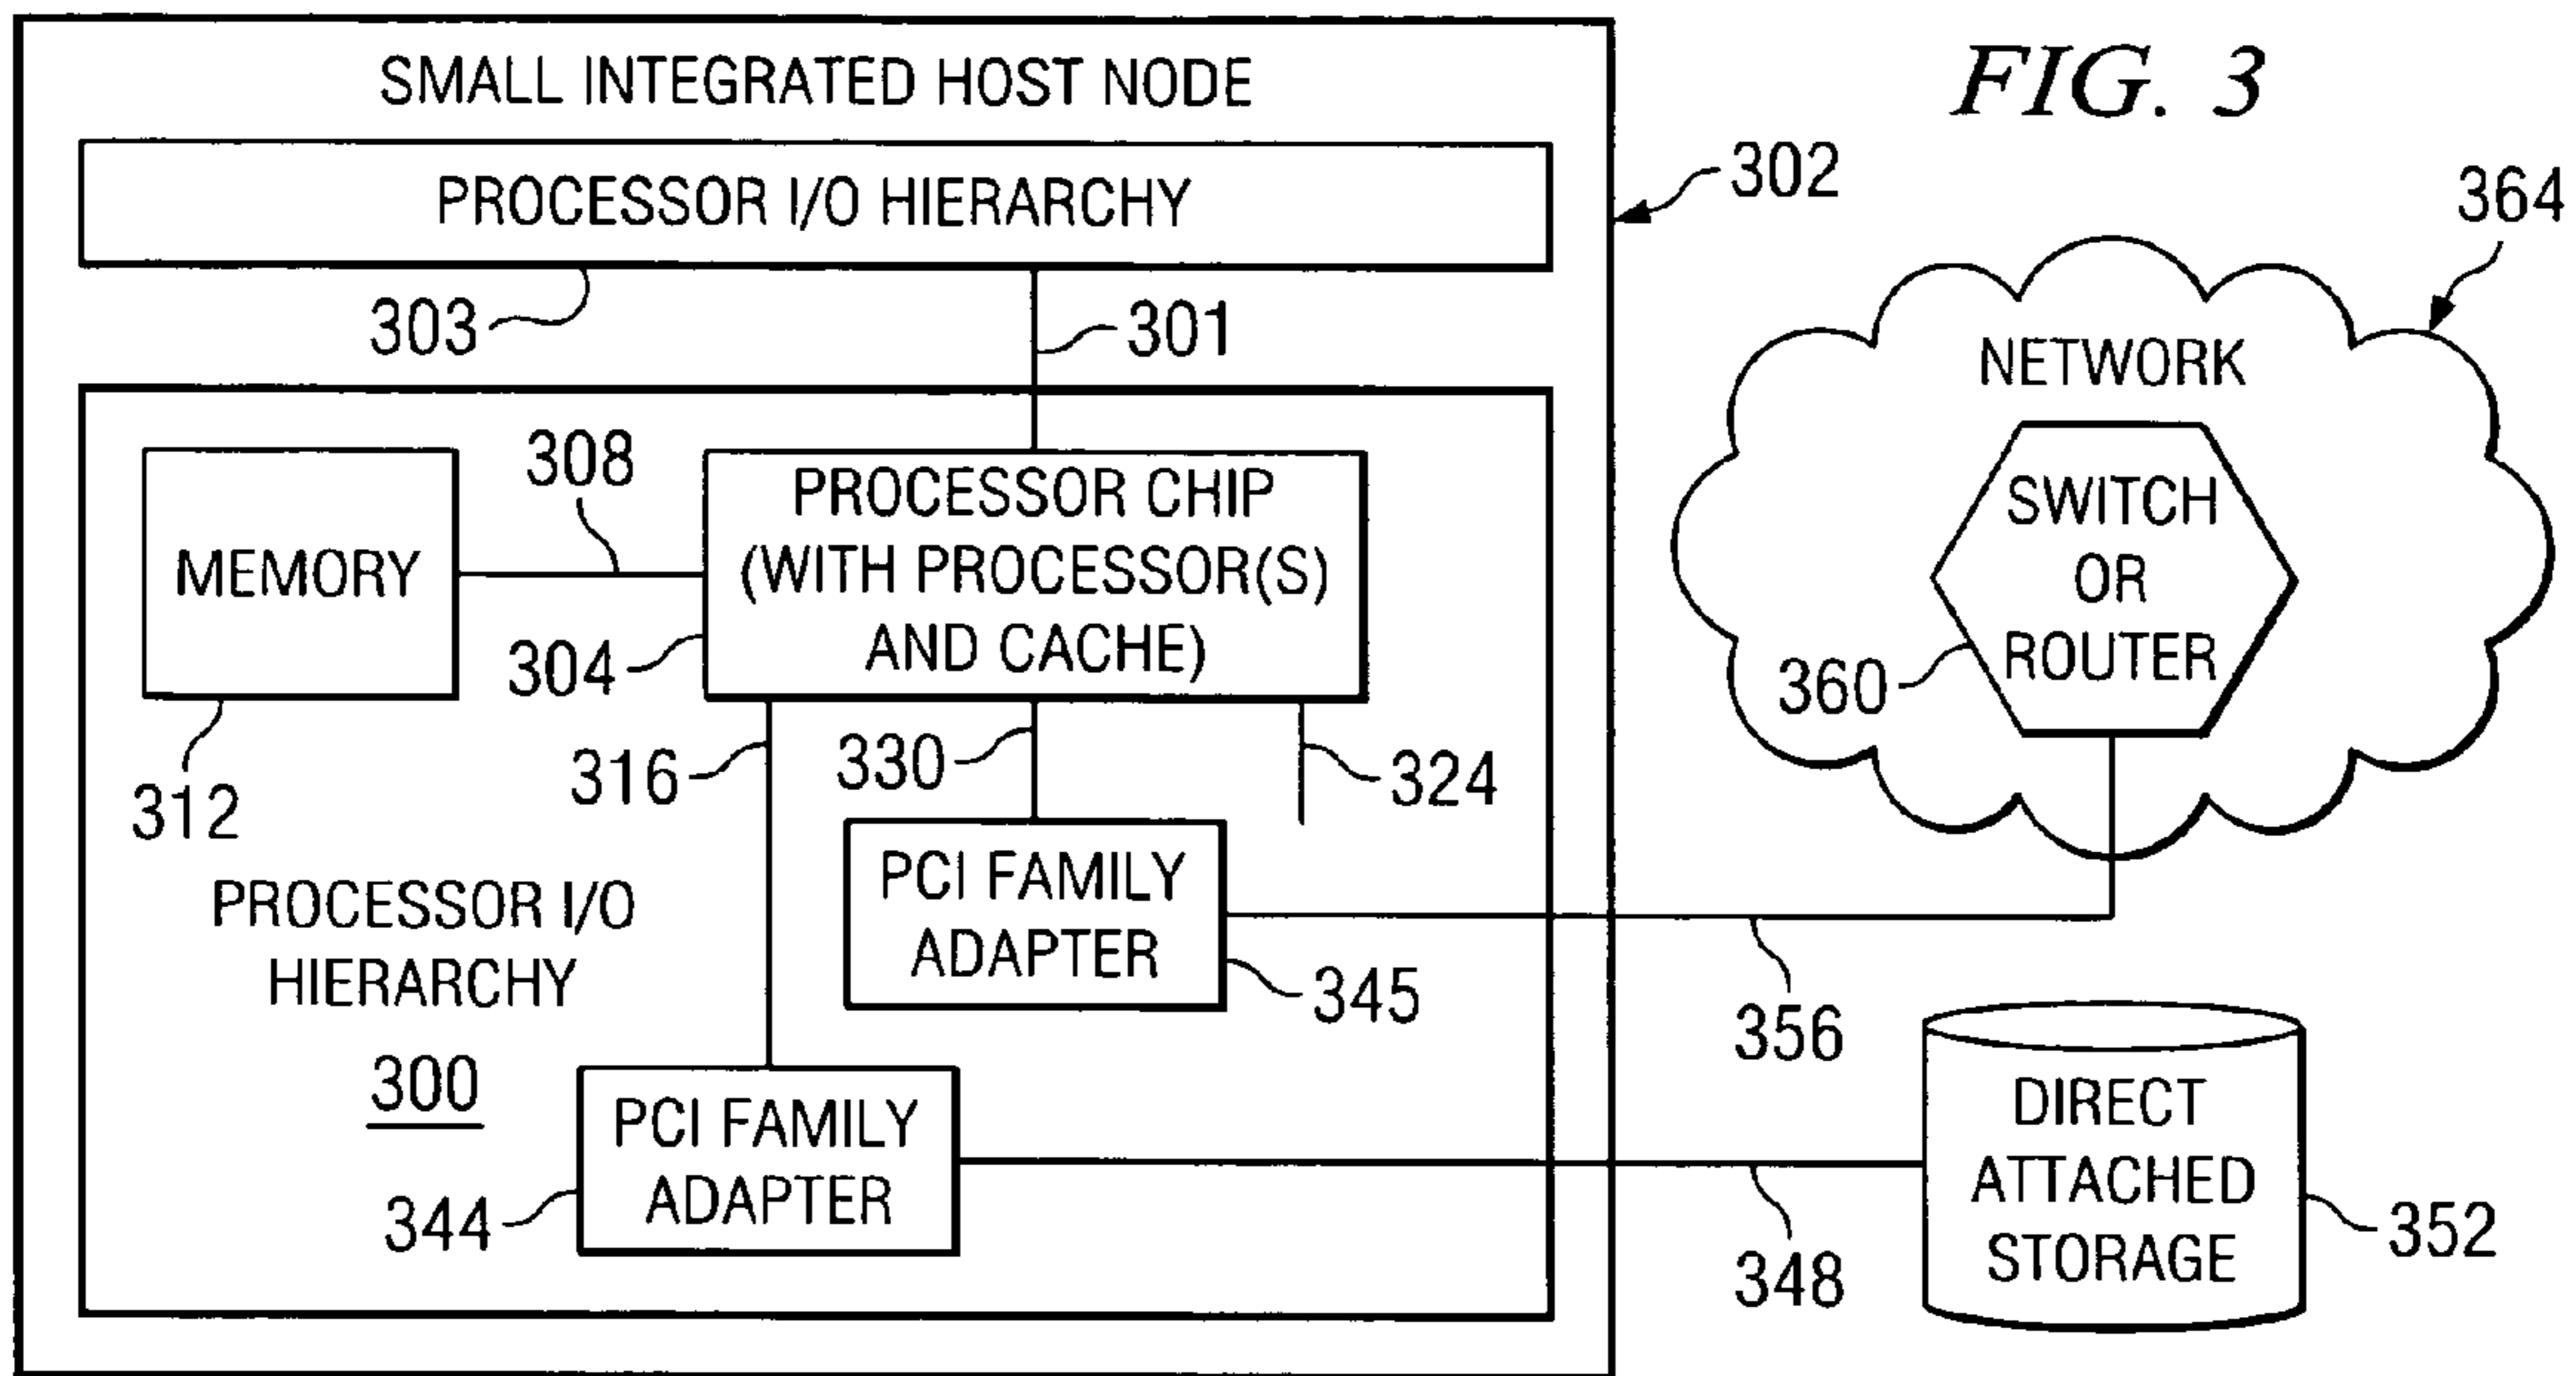 FIG. 3
SMALL INTEGRATED HOST NODE
PROCESSOR I/O HIERARCHY
302
364
303
301
NETWORK
308
PROCESSOR CHIP
(WITH PROCESSOR(S)
AND CACHE)
MEMORY
SWITCH
OR
ROUTER
304
360
312
316
330
324
PCI FAMILY
ADAPTER
345
PROCESSOR I/O
HIERARCHY
300
356
PCI FAMILY
ADAPTER
344
348
DIRECT
ATTACHED
STORAGE
352